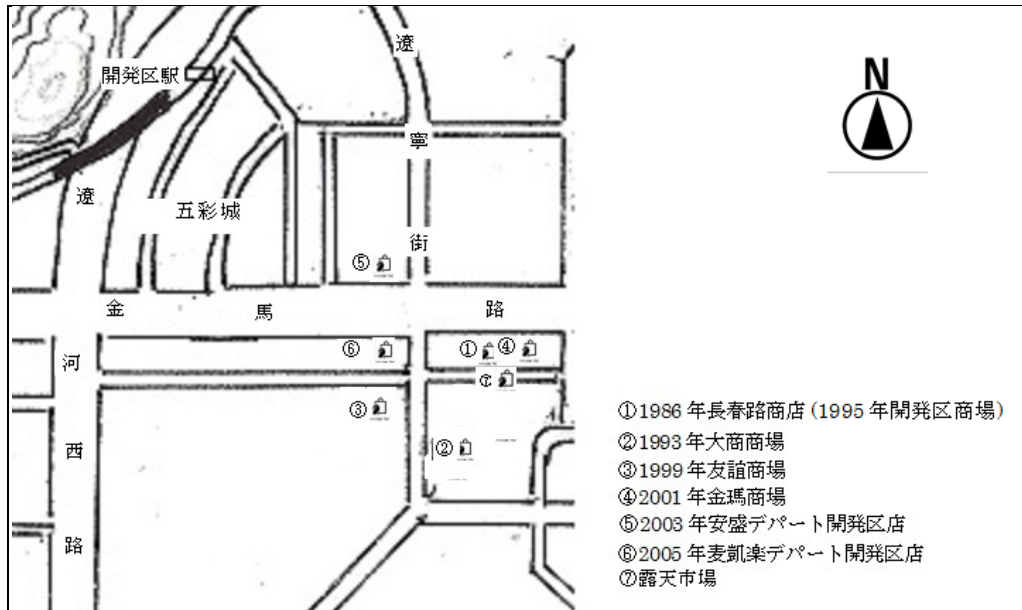 N
遼
開発区駅
寧
遼
五彩城
街
⑤
金 馬 路
⑥ ① ④
河
⑦
③
西
②
路
①1986年長春路商店(1995年開発区商場)
②1993年大商商場
③1999年友誼商場
④2001年金瑪商場
⑤2003年安盛デパート開発区店
⑥2005年麦凱楽デパート開発区店
⑦露天市場